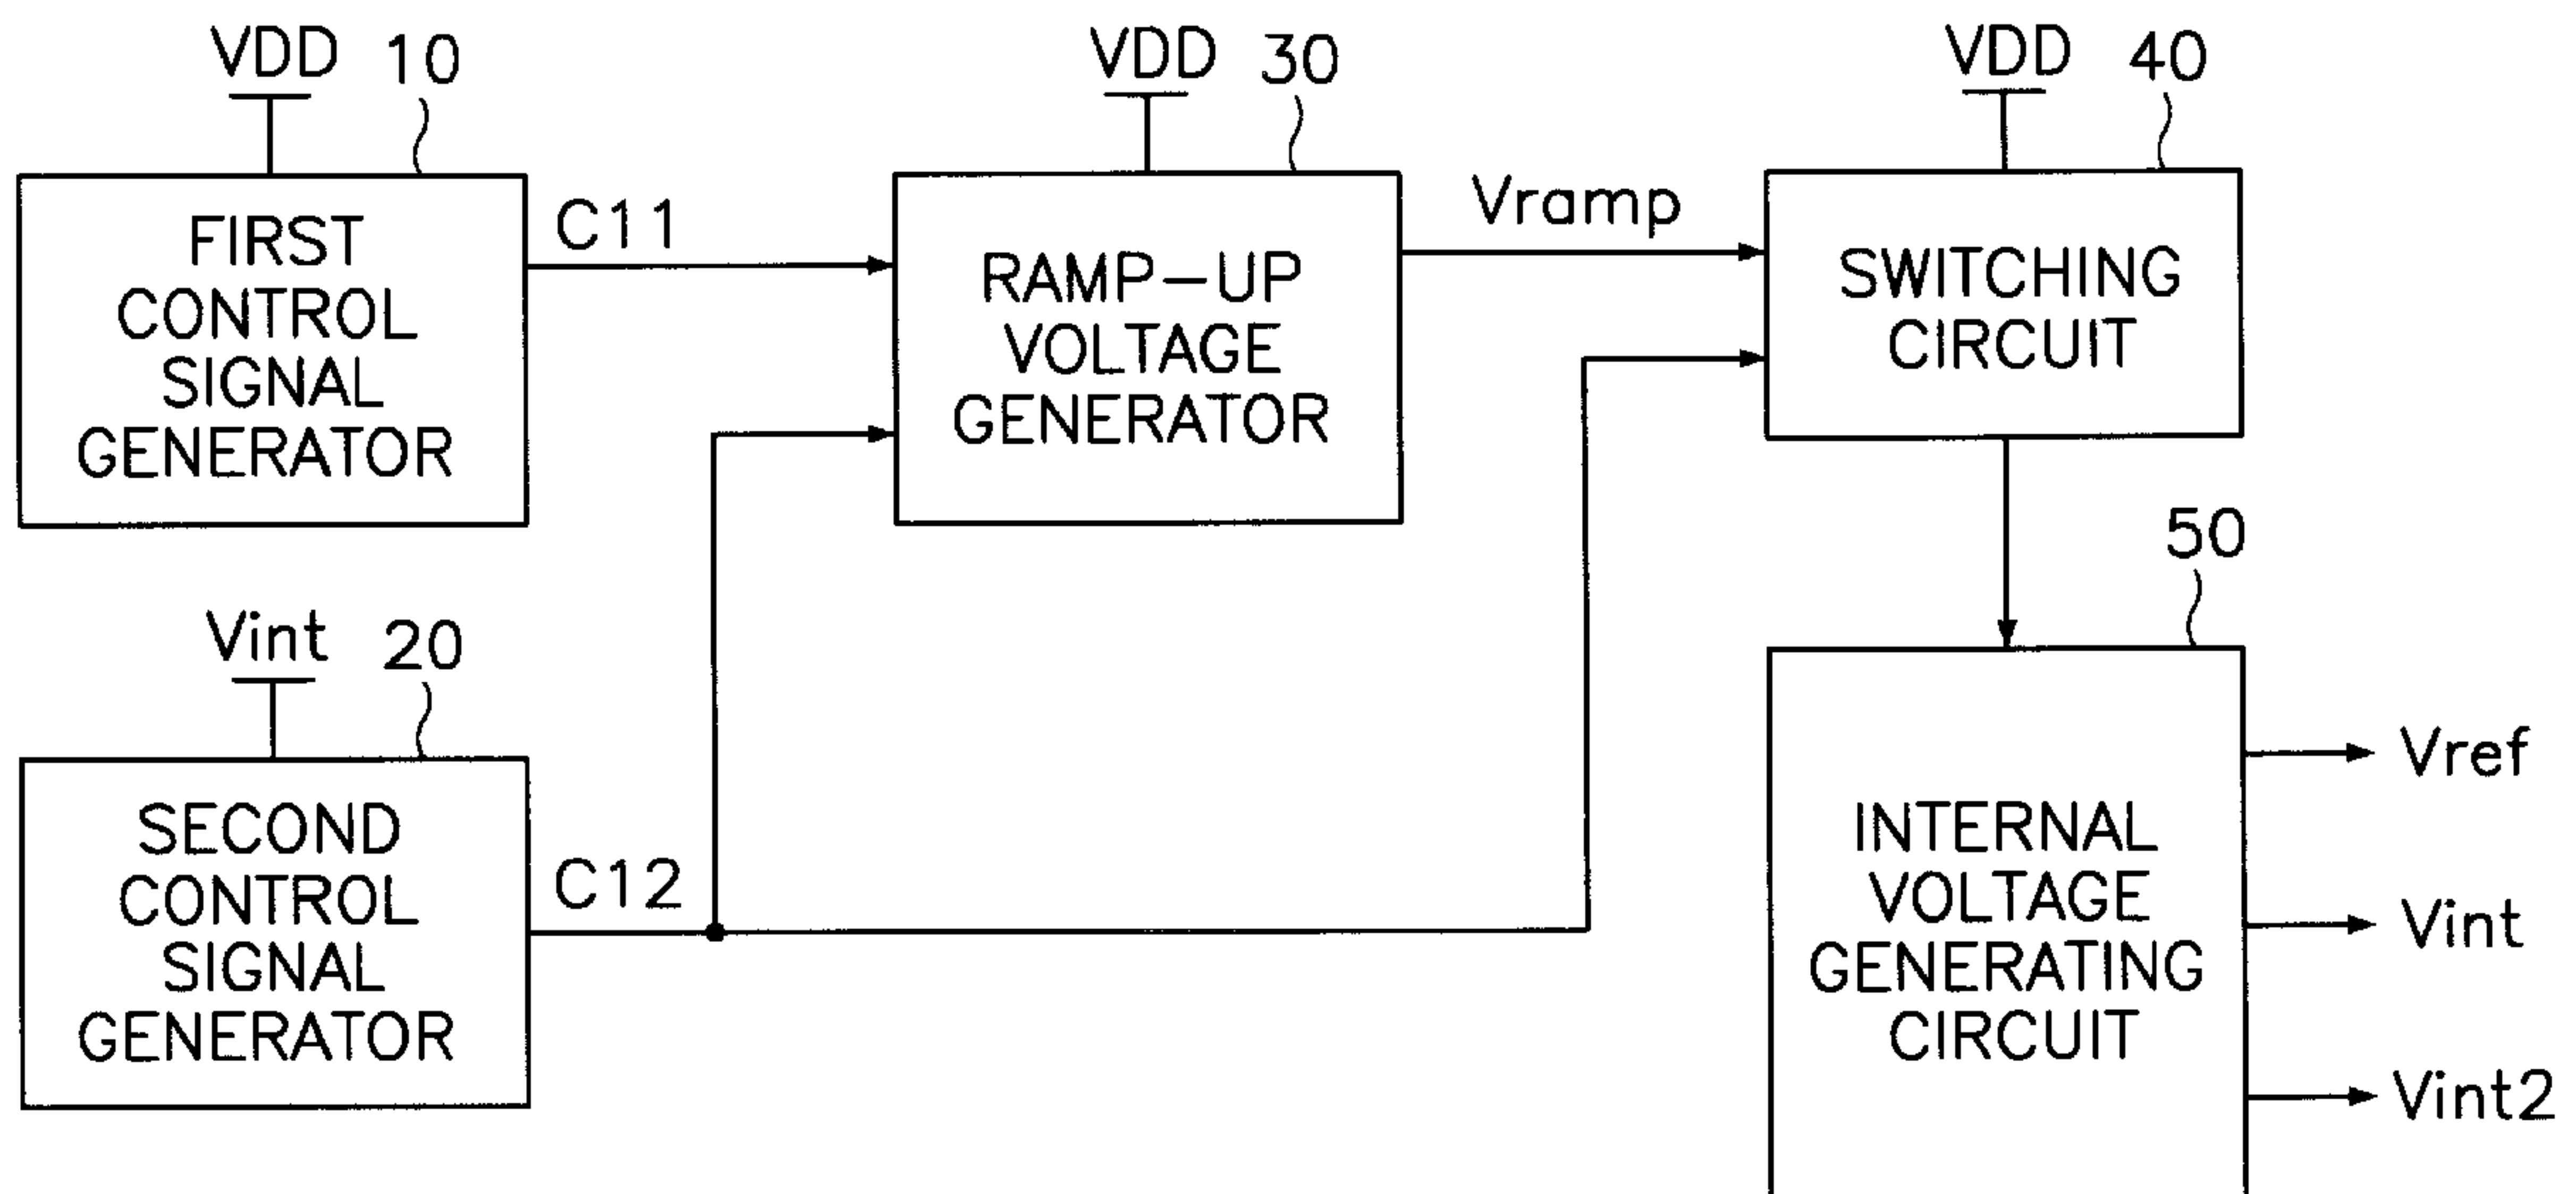 VDD 10
FIRST
CONTROL
SIGNAL
GENERATOR
C11
VDD 30
RAMP-UP
VOLTAGE
GENERATOR
Vramp
VDD 40
SWITCHING
CIRCUIT
Vint 20
SECOND
CONTROL
SIGNAL
GENERATOR
C12
50
INTERNAL
VOLTAGE
GENERATING
CIRCUIT
Vref
Vint
Vint2